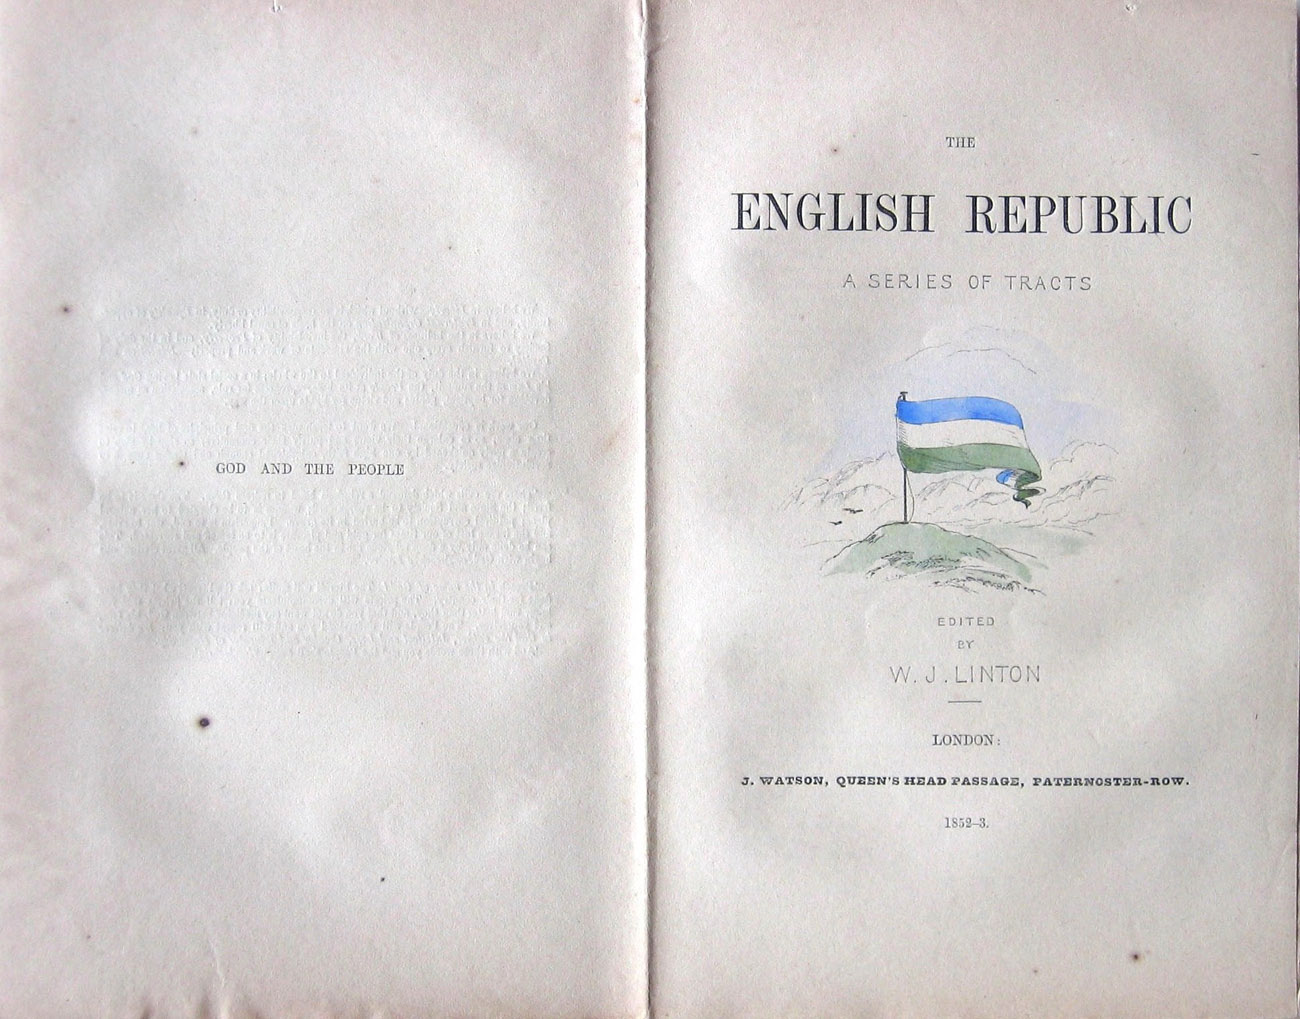 GOD AND THE PEOPLE
THE
ENGLISH REPUBLIC
A SERIES OF TRACTS
EDITED
BY
W. J. LINTON
LONDON:
J. WATSON, QUEEN'S HEAD PASSAGE, PATERNOSTER-ROW.
1852-3.